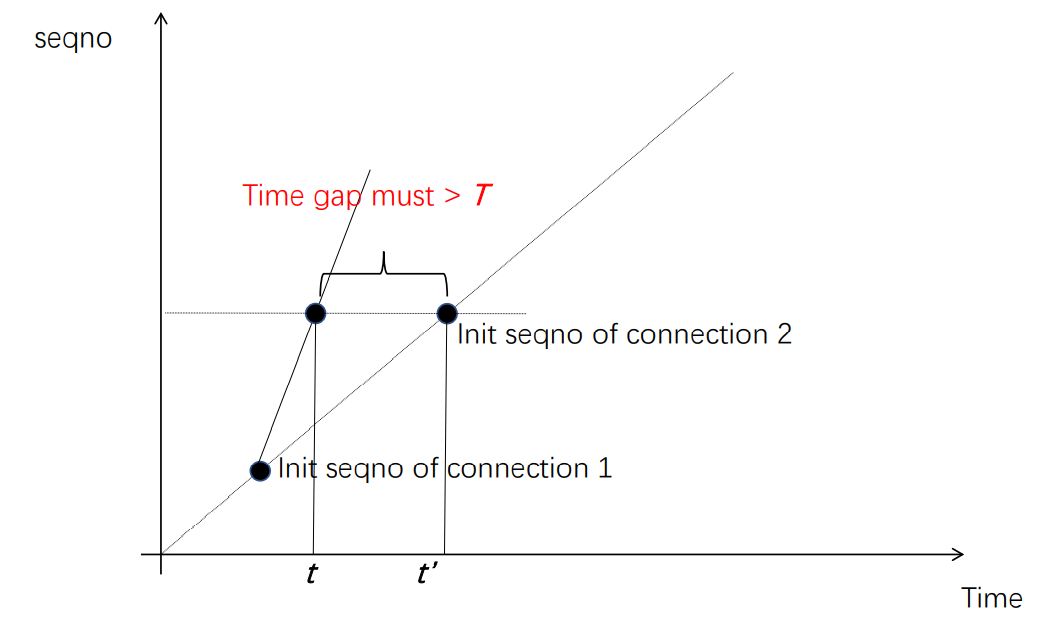 seqno
Time gap must > T
Init seqno of connection 2
Init seqno of connection 1
t
t'
Time